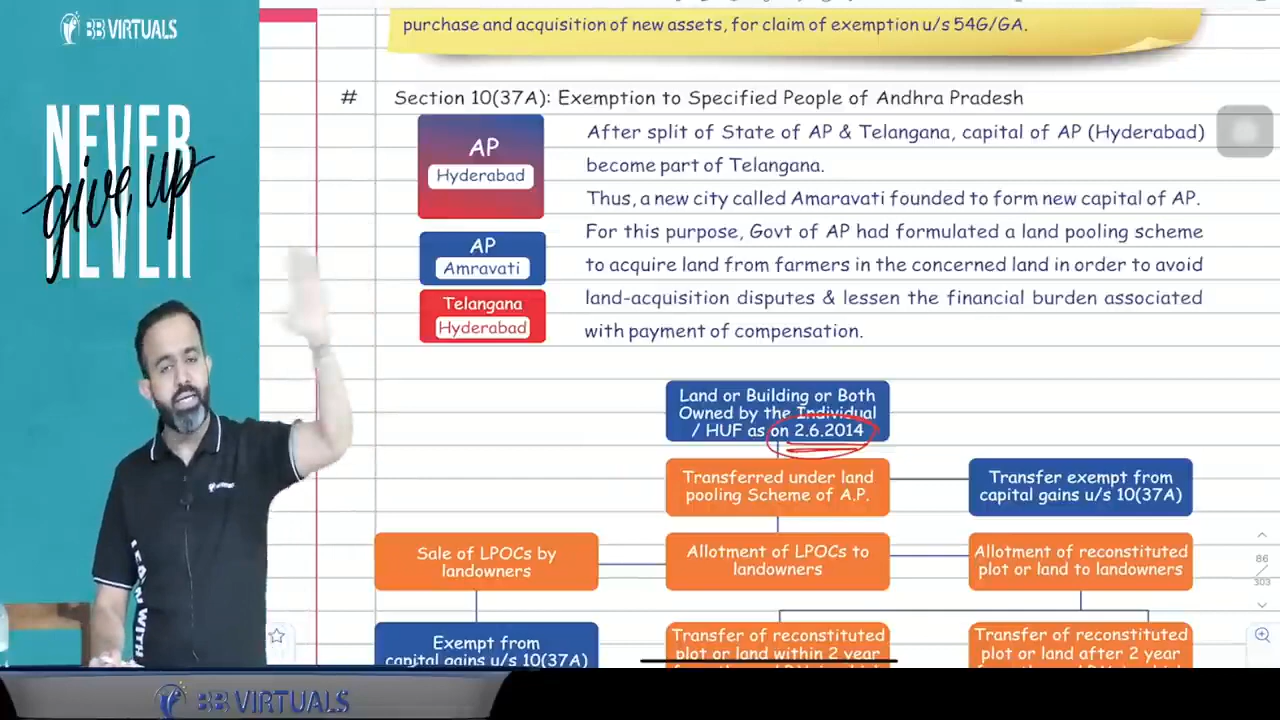 BB VIRTUALS
NEVER
give up
NEVER
purchase and acquisition of new assets, for claim of exemption u/s 54G/GA.
# Section 10(37A): Exemption to Specified People of Andhra Pradesh
AP
Hyderabad
AP
Amravati
Telangana
Hyderabad
After split of State of AP & Telangana, capital of AP (Hyderabad)
become part of Telangana.
Thus, a new city called Amaravati founded to form new capital of AP.
For this purpose, Govt of AP had formulated a land pooling scheme
to acquire land from farmers in the concerned land in order to avoid
land-acquisition disputes & lessen the financial burden associated
with payment of compensation.
Land or Building or Both
Owned by the Individual
/ HUF as on 2.6.2014
Transferred under land
pooling Scheme of A.P.
Transfer exempt from
capital gains u/s 10(37A)
Sale of LPOCs by
landowners
Allotment of LPOCs to
landowners
Allotment of reconstituted
plot or land to landowners
Exempt from
capital gains u/s 10(37A)
Transfer of reconstituted
plot or land within 2 year
Transfer of reconstituted
plot or land after 2 year
86
303
LEARN WITH
BB VIRTUALS